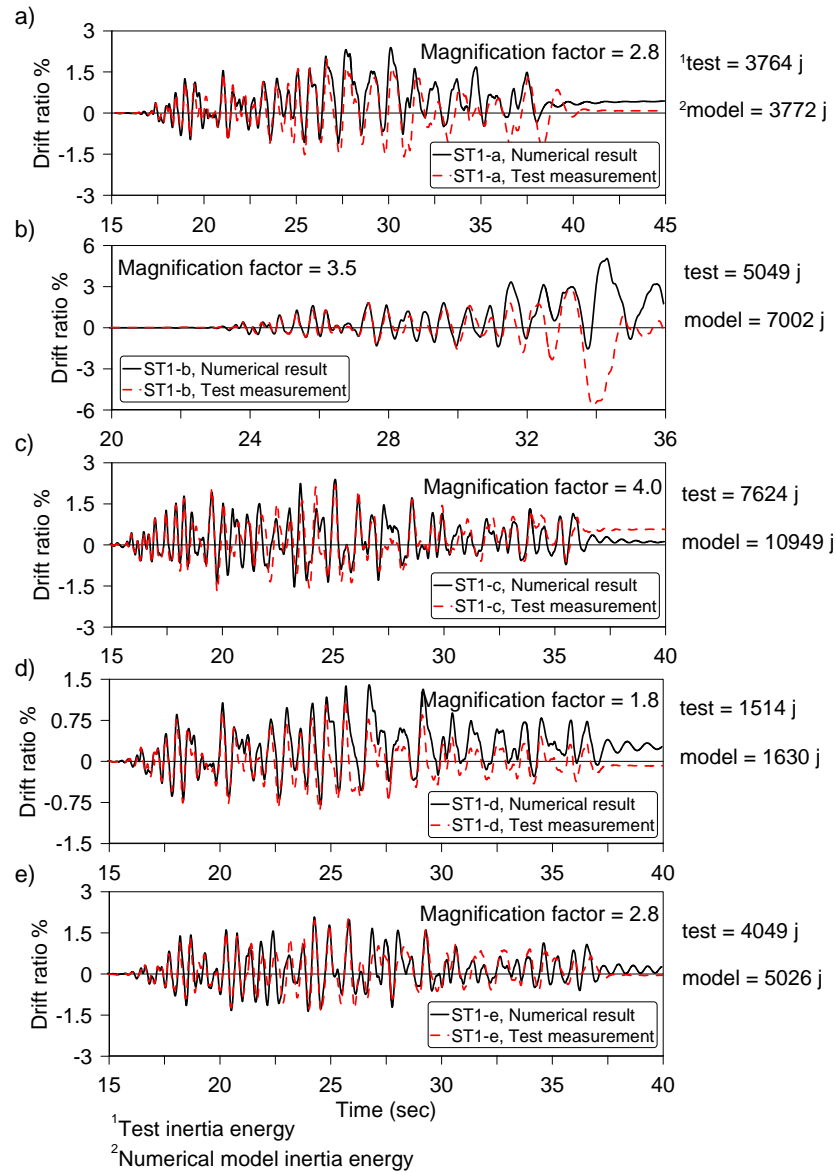 a)
3
1.5
0
-1.5
-3
Drift ratio %
Magnification factor = 2.8
ST1-a, Numerical result
ST1-a, Test measurement
15 20 25 30 35 40 45
1test = 3764 j
2model = 3772 j
b)
6
3
0
-3
-6
Drift ratio %
Magnification factor = 3.5
ST1-b, Numerical result
ST1-b, Test measurement
20 24 28 32 36
test = 5049 j
model = 7002 j
c)
3
1.5
0
-1.5
-3
Drift ratio %
Magnification factor = 4.0
ST1-c, Numerical result
ST1-c, Test measurement
15 20 25 30 35 40
test = 7624 j
model = 10949 j
d)
1.5
0.75
0
-0.75
-1.5
Drift ratio %
Magnification factor = 1.8
ST1-d, Numerical result
ST1-d, Test measurement
15 20 25 30 35 40
test = 1514 j
model = 1630 j
e)
3
1.5
0
-1.5
-3
Drift ratio %
Magnification factor = 2.8
ST1-e, Numerical result
ST1-e, Test measurement
15 20 25 30 35 40
test = 4049 j
model = 5026 j
Time (sec)
1Test inertia energy
2Numerical model inertia energy